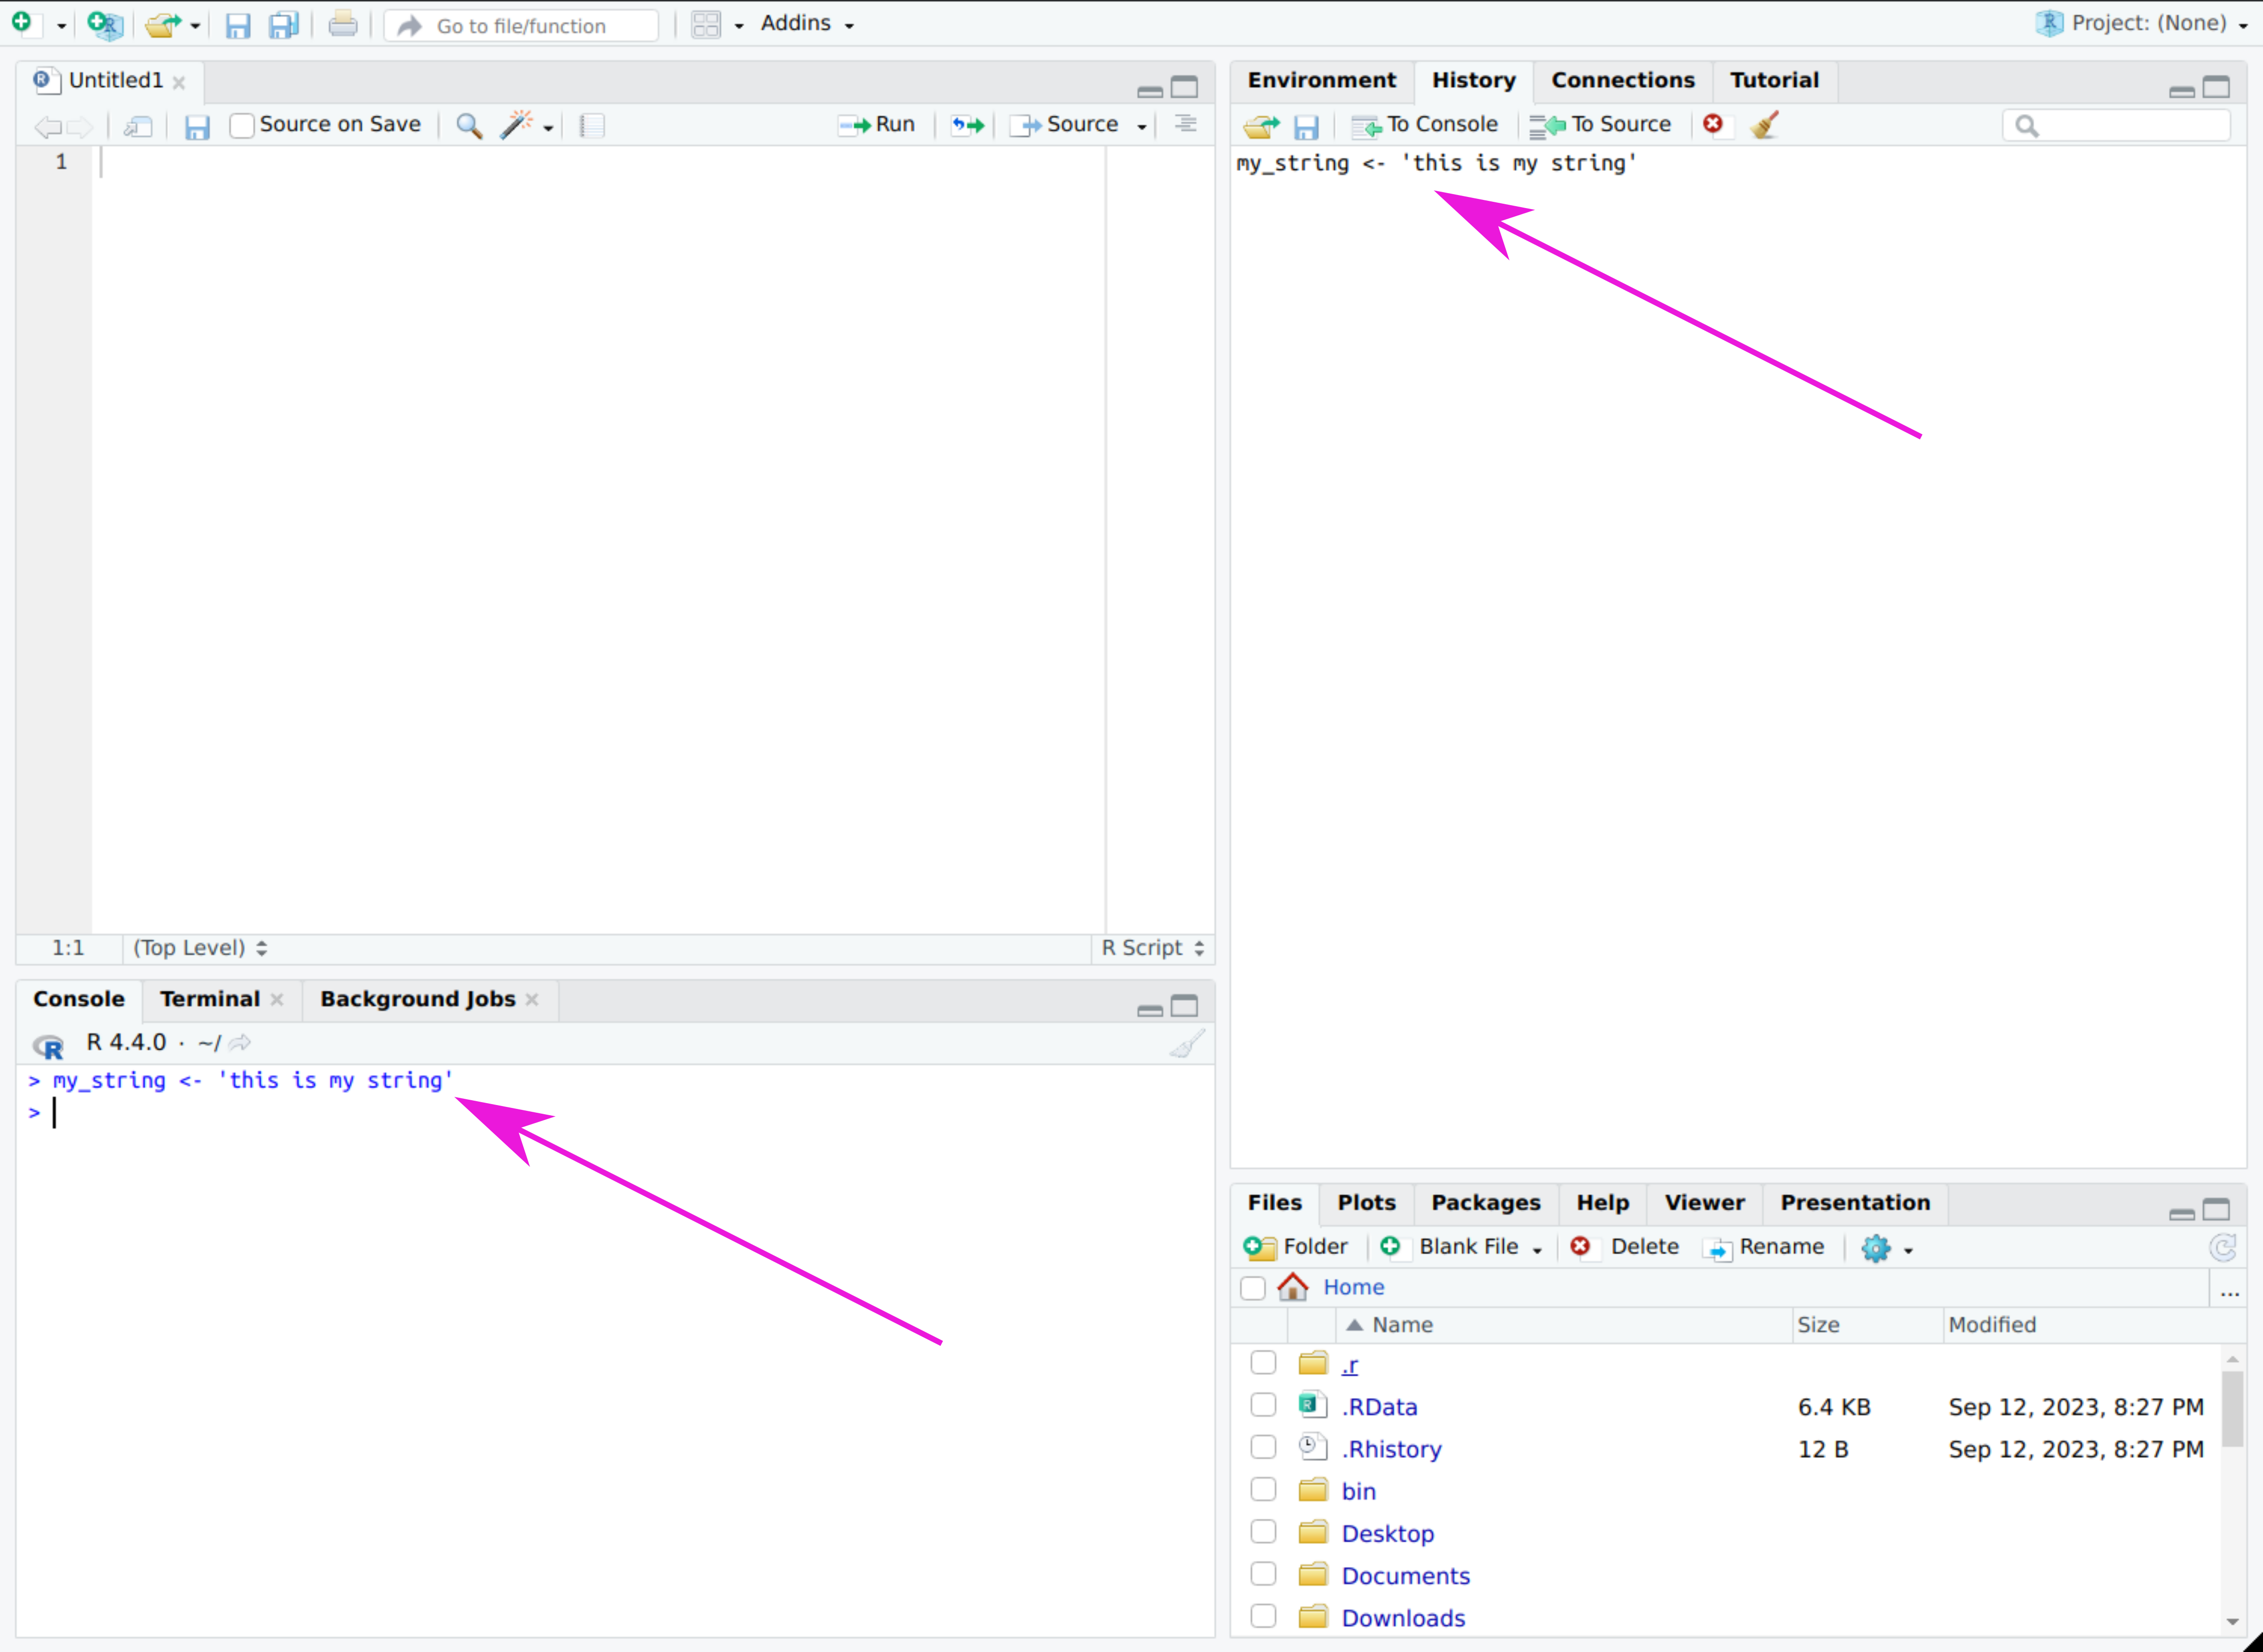 Go to file/function Addins Project: (None)
Untitled1
Source on Save Run Source
1
1:1 (Top Level) R Script
Console Terminal Background Jobs
R 4.4.0 · ~/
> my_string <- 'this is my string'
>
Environment History Connections Tutorial
To Console To Source
my_string <- 'this is my string'
Files Plots Packages Help Viewer Presentation
Folder Blank File Delete Rename
Home ...
Name Size Modified
.r
.RData 6.4 KB Sep 12, 2023, 8:27 PM
.Rhistory 12 B Sep 12, 2023, 8:27 PM
bin
Desktop
Documents
Downloads